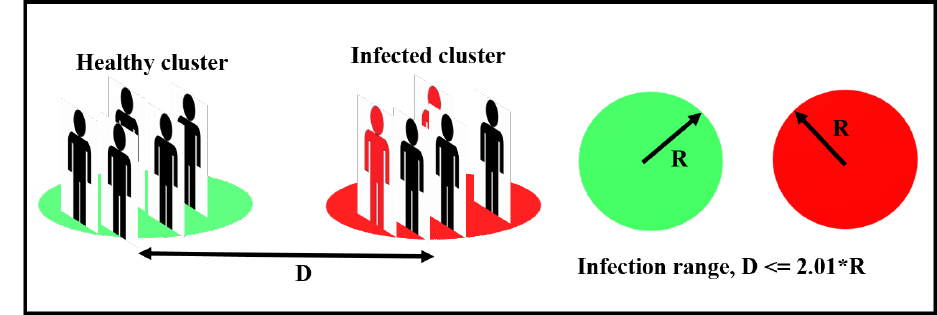 Healthy cluster
Infected cluster
R
R
D
Infection range, D <= 2.01*R